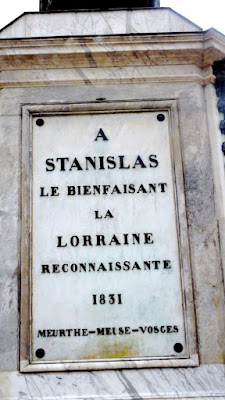 A
STANISLAS
LE BIENFAISANT
LA
LORRAINE
RECONNAISSANTE
1831
MEURTHE–MEUSE–VOSGES